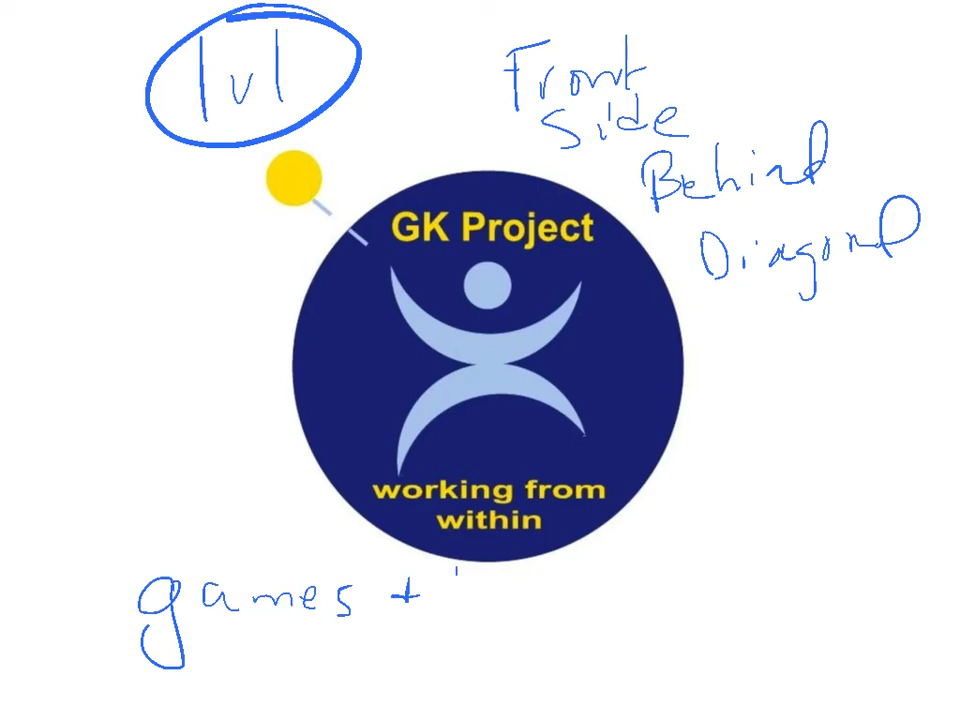 1v1
Front
Side
Behind
Diagonal
GK Project
working from
within
games +